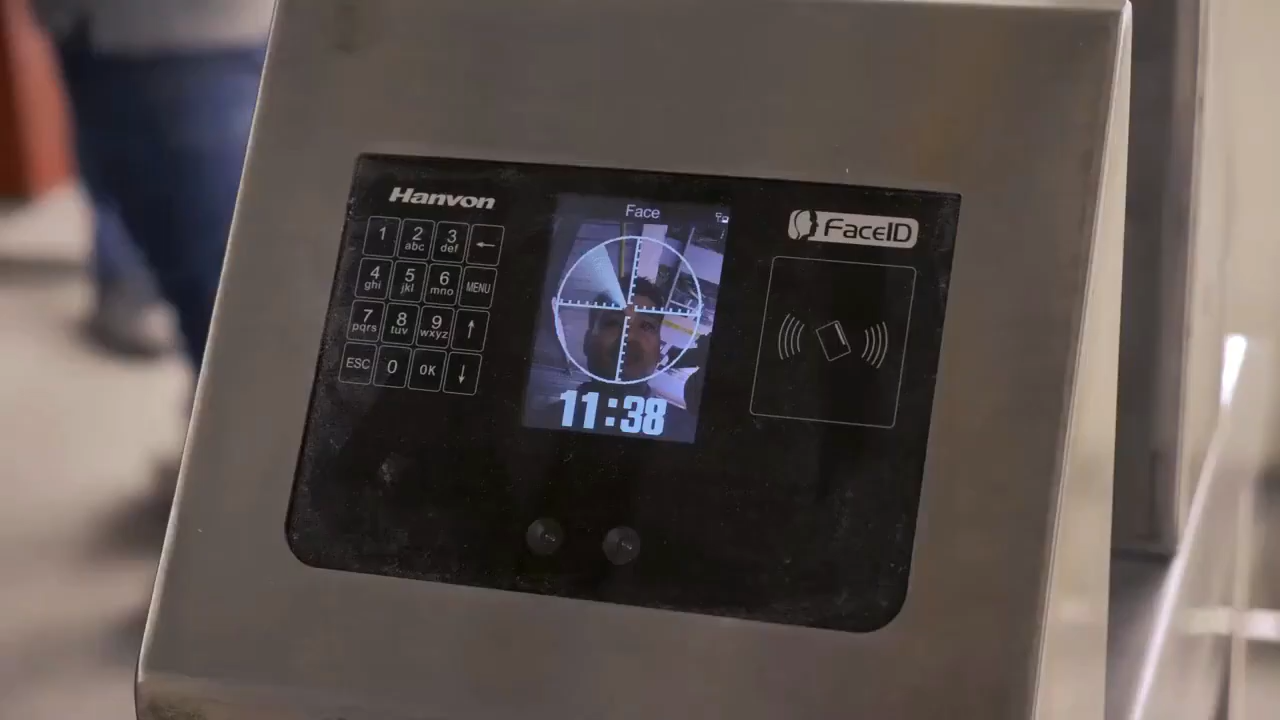 Hanvon
1 2 abc 3 def ←
4 ghi 5 jkl 6 mno MENU
7 pqrs 8 tuv 9 wxyz ↑
ESC 0 OK ↓
Face
11:38
FaceID